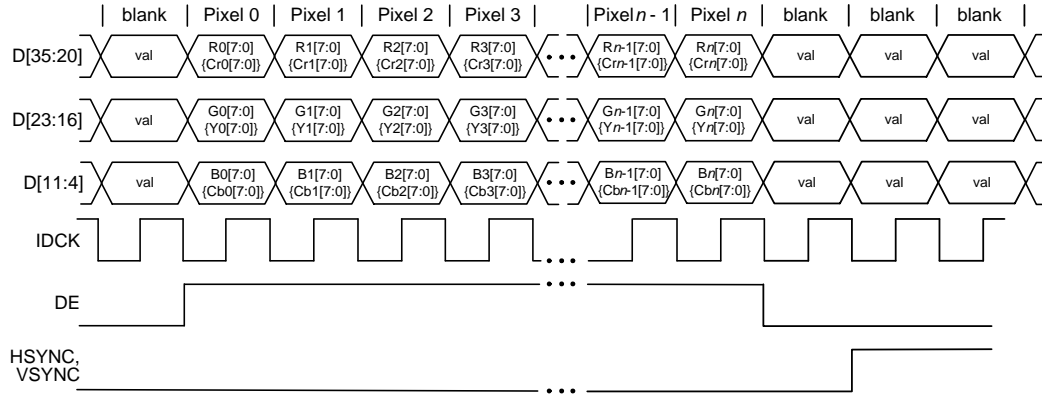 | blank | Pixel 0 | Pixel 1 | Pixel 2 | Pixel 3 | | Pixel n - 1 | Pixel n | blank | blank | blank |
D[35:20] val R0[7:0] R1[7:0] R2[7:0] R3[7:0] ••• Rn-1[7:0] Rn[7:0] val val val
{Cr0[7:0]} {Cr1[7:0]} {Cr2[7:0]} {Cr3[7:0]} {Crn-1[7:0]} {Crn[7:0]}
D[23:16] val G0[7:0] G1[7:0] G2[7:0] G3[7:0] ••• Gn-1[7:0] Gn[7:0] val val val
{Y0[7:0]} {Y1[7:0]} {Y2[7:0]} {Y3[7:0]} {Yn-1[7:0]} {Yn[7:0]}
D[11:4] val B0[7:0] B1[7:0] B2[7:0] B3[7:0] ••• Bn-1[7:0] Bn[7:0] val val val
{Cb0[7:0]} {Cb1[7:0]} {Cb2[7:0]} {Cb3[7:0]} {Cbn-1[7:0]} {Cbn[7:0]}
IDCK •••
DE •••
HSYNC,
VSYNC •••